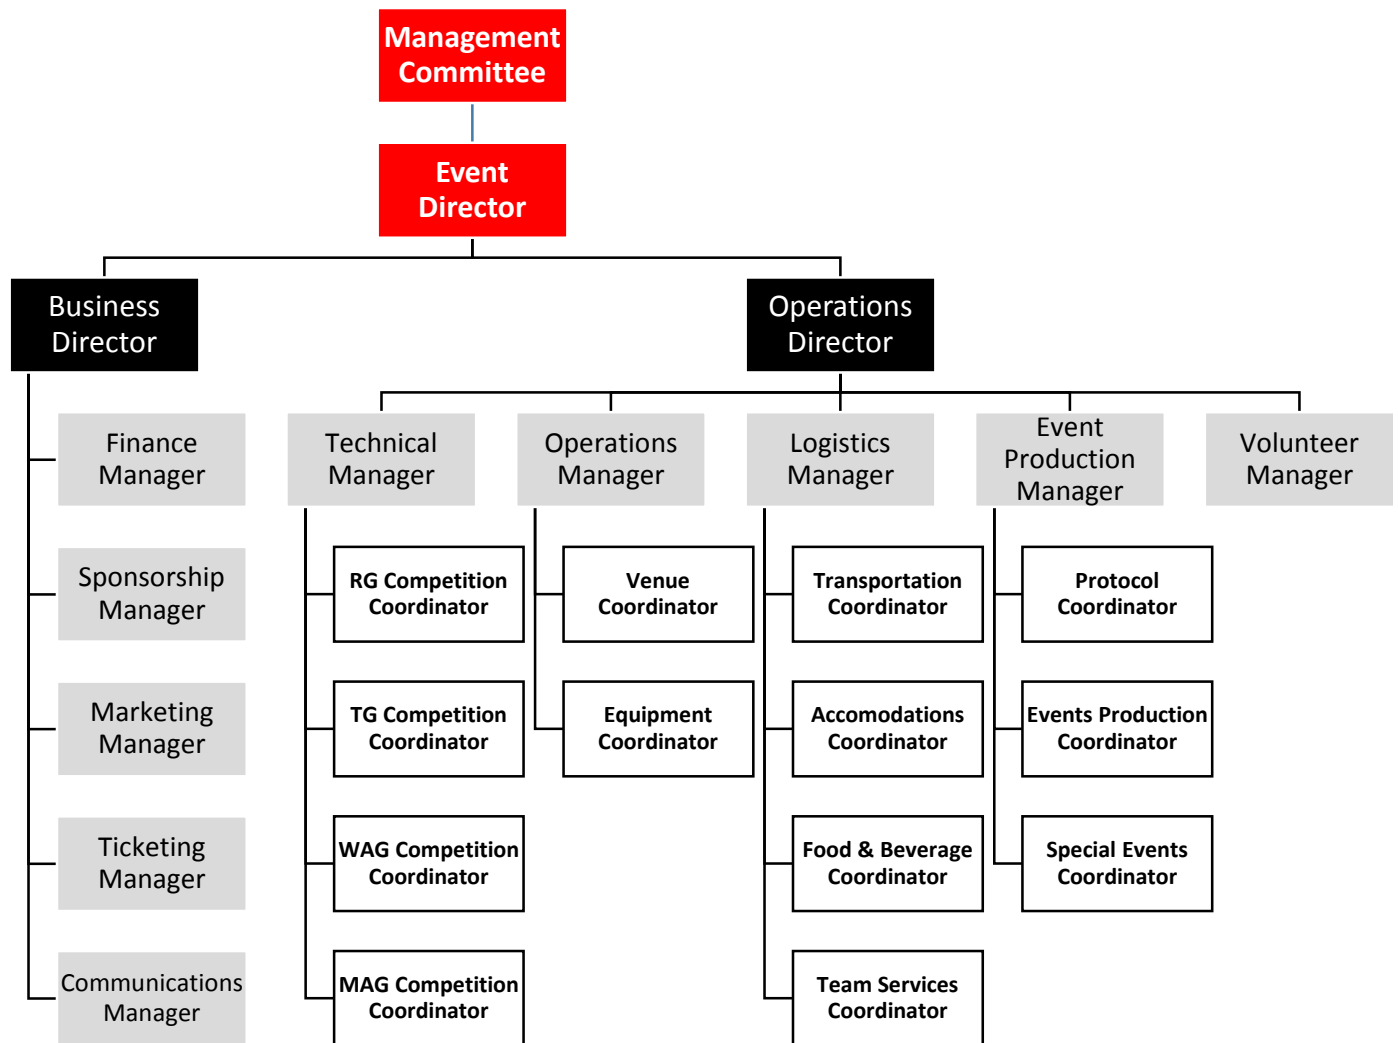 Management
Committee
Event
Director
Business
Director
Operations
Director
Finance
Manager
Technical
Manager
Operations
Manager
Logistics
Manager
Event
Production
Manager
Volunteer
Manager
Sponsorship
Manager
RG Competition
Coordinator
Venue
Coordinator
Transportation
Coordinator
Protocol
Coordinator
Marketing
Manager
TG Competition
Coordinator
Equipment
Coordinator
Accomodations
Coordinator
Events Production
Coordinator
Ticketing
Manager
WAG Competition
Coordinator
Food & Beverage
Coordinator
Special Events
Coordinator
Communications
Manager
MAG Competition
Coordinator
Team Services
Coordinator